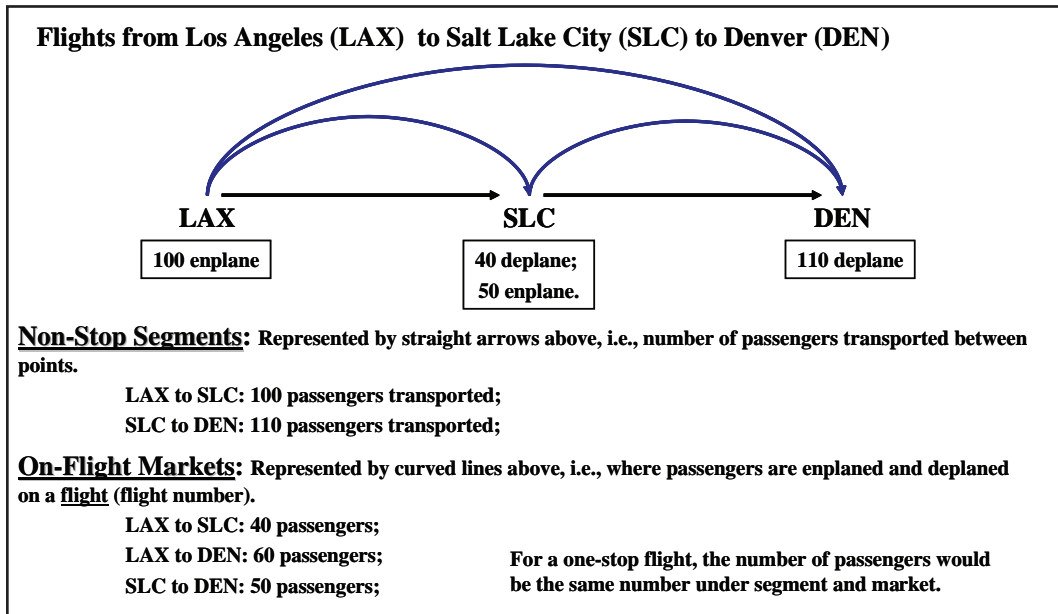 Flights from Los Angeles (LAX) to Salt Lake City (SLC) to Denver (DEN)
LAX
SLC
DEN
100 enplane
40 deplane;
50 enplane.
110 deplane
Non-Stop Segments: Represented by straight arrows above, i.e., number of passengers transported between
points.
LAX to SLC: 100 passengers transported;
SLC to DEN: 110 passengers transported;
On-Flight Markets: Represented by curved lines above, i.e., where passengers are enplaned and deplaned
on a flight (flight number).
LAX to SLC: 40 passengers;
LAX to DEN: 60 passengers;
SLC to DEN: 50 passengers;
For a one-stop flight, the number of passengers would
be the same number under segment and market.